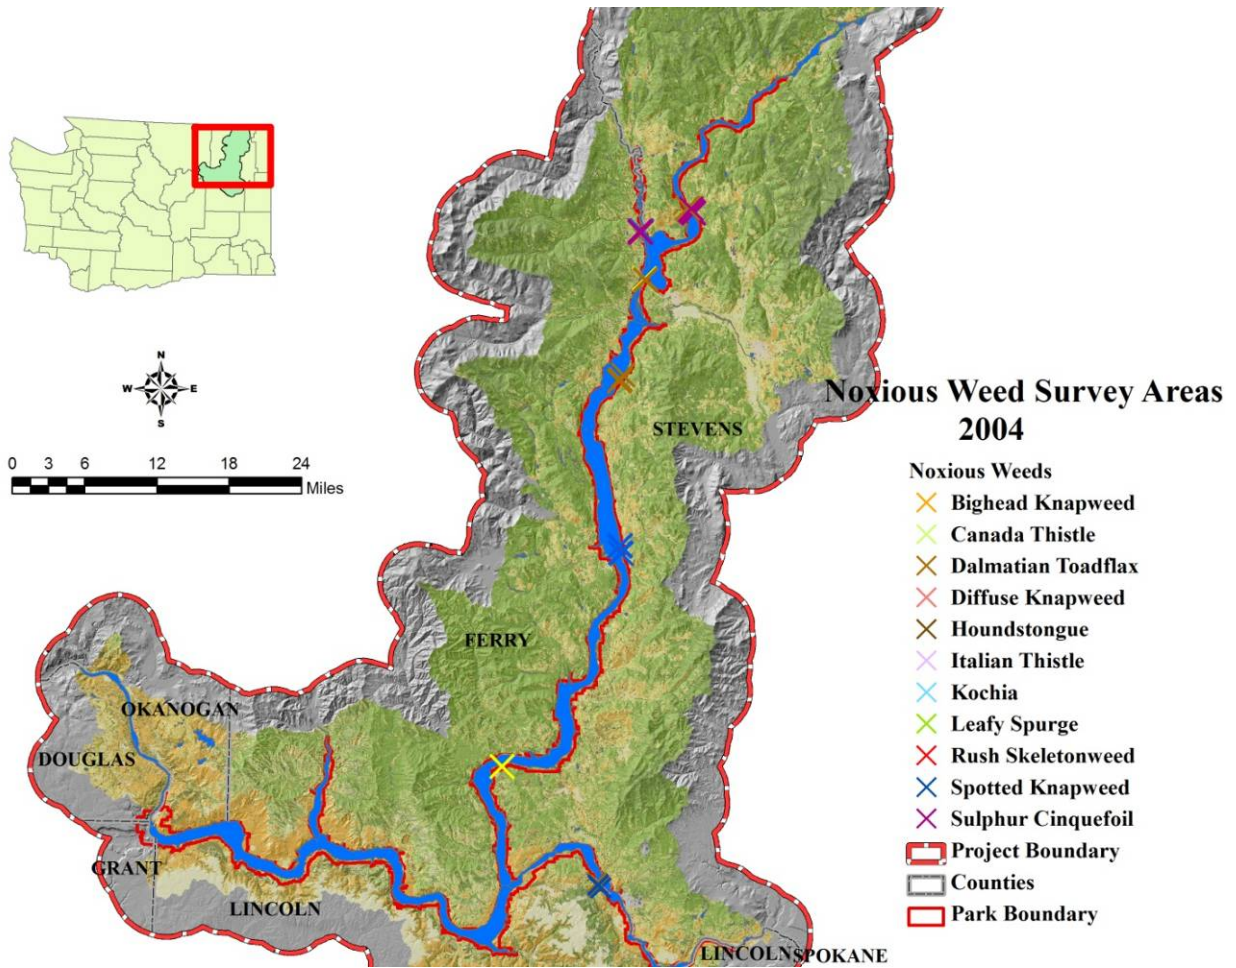 N
W E
S
0 3 6 12 18 24
Miles
STEVENS
FERRY
OKANOGAN
DOUGLAS
GRANT
LINCOLN
LINCOLN
SPOKANE
Noxious Weed Survey Areas
2004
Noxious Weeds
Bighead Knapweed
Canada Thistle
Dalmatian Toadflax
Diffuse Knapweed
Houndstongue
Italian Thistle
Kochia
Leafy Spurge
Rush Skeletonweed
Spotted Knapweed
Sulphur Cinquefoil
Project Boundary
Counties
Park Boundary